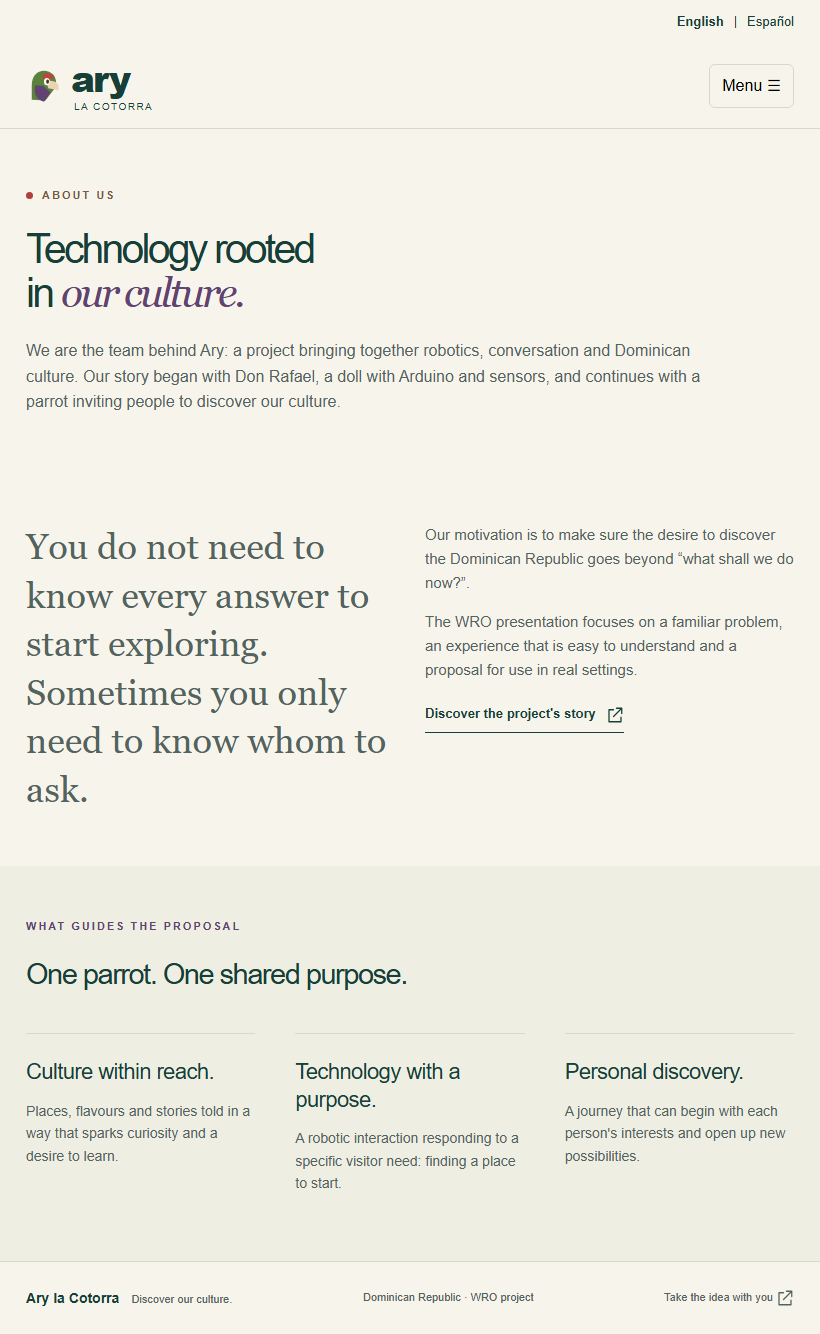 English | Español
ary
LA COTORRA
Menu ☰
ABOUT US
Technology rooted
in our culture.
We are the team behind Ary: a project bringing together robotics, conversation and Dominican
culture. Our story began with Don Rafael, a doll with Arduino and sensors, and continues with a
parrot inviting people to discover our culture.
You do not need to
know every answer to
start exploring.
Sometimes you only
need to know whom to
ask.
Our motivation is to make sure the desire to discover
the Dominican Republic goes beyond “what shall we do
now?”.
The WRO presentation focuses on a familiar problem,
an experience that is easy to understand and a
proposal for use in real settings.
Discover the project's story
WHAT GUIDES THE PROPOSAL
One parrot. One shared purpose.
Culture within reach.
Places, flavours and stories told in a
way that sparks curiosity and a
desire to learn.
Technology with a
purpose.
A robotic interaction responding to a
specific visitor need: finding a place
to start.
Personal discovery.
A journey that can begin with each
person's interests and open up new
possibilities.
Ary la Cotorra Discover our culture.
Dominican Republic · WRO project
Take the idea with you